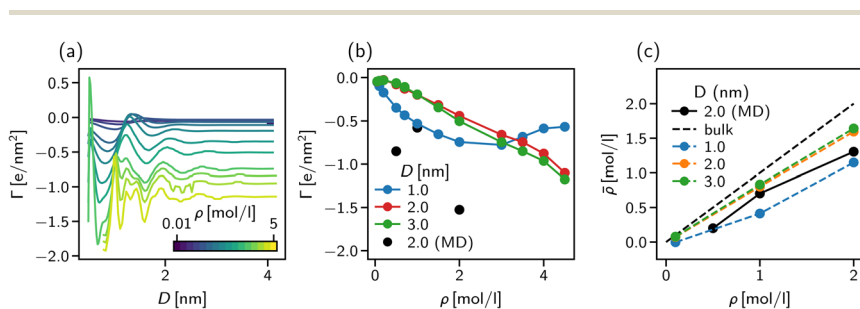 (a)
0.5
0.0
−0.5
−1.0
−1.5
−2.0
Γ [e/nm²]
ρ [mol/l]
0.01
5
2
4
D [nm]
(b)
0.0
−0.5
−1.0
−1.5
−2.0
Γ [e/nm²]
D [nm]
1.0
2.0
3.0
2.0 (MD)
0
2
4
ρ [mol/l]
(c)
2.0
1.5
1.0
0.5
0.0
ρ̄ [mol/l]
D (nm)
2.0 (MD)
bulk
1.0
2.0
3.0
0
1
2
ρ [mol/l]